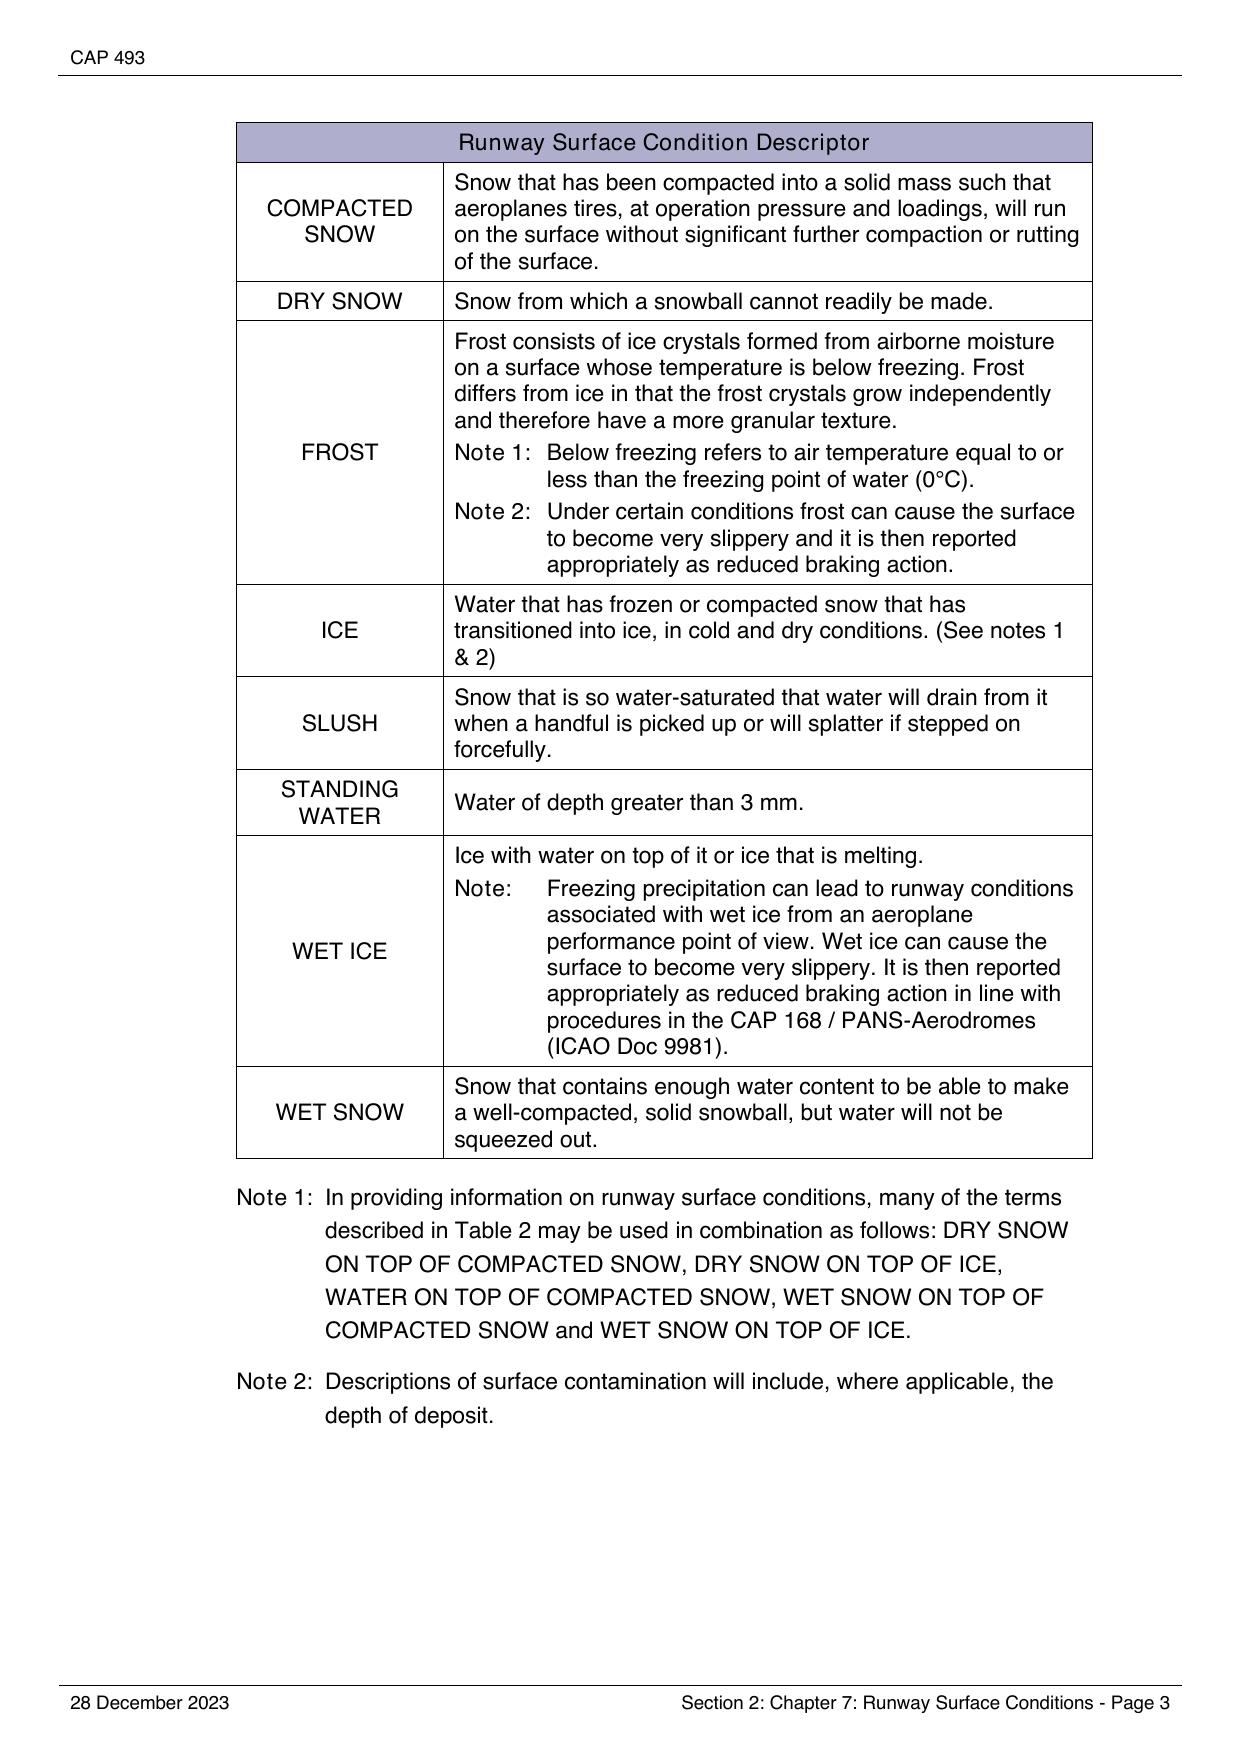 CAP 493
Runway Surface Condition Descriptor
COMPACTED
SNOW
Snow that has been compacted into a solid mass such that
aeroplanes tires, at operation pressure and loadings, will run
on the surface without significant further compaction or rutting
of the surface.
DRY SNOW
Snow from which a snowball cannot readily be made.
FROST
Frost consists of ice crystals formed from airborne moisture
on a surface whose temperature is below freezing. Frost
differs from ice in that the frost crystals grow independently
and therefore have a more granular texture.
Note 1: Below freezing refers to air temperature equal to or
less than the freezing point of water (0°C).
Note 2: Under certain conditions frost can cause the surface
to become very slippery and it is then reported
appropriately as reduced braking action.
ICE
Water that has frozen or compacted snow that has
transitioned into ice, in cold and dry conditions. (See notes 1
& 2)
SLUSH
Snow that is so water-saturated that water will drain from it
when a handful is picked up or will splatter if stepped on
forcefully.
STANDING
WATER
Water of depth greater than 3 mm.
WET ICE
Ice with water on top of it or ice that is melting.
Note: Freezing precipitation can lead to runway conditions
associated with wet ice from an aeroplane
performance point of view. Wet ice can cause the
surface to become very slippery. It is then reported
appropriately as reduced braking action in line with
procedures in the CAP 168 / PANS-Aerodromes
(ICAO Doc 9981).
WET SNOW
Snow that contains enough water content to be able to make
a well-compacted, solid snowball, but water will not be
squeezed out.
Note 1: In providing information on runway surface conditions, many of the terms
described in Table 2 may be used in combination as follows: DRY SNOW
ON TOP OF COMPACTED SNOW, DRY SNOW ON TOP OF ICE,
WATER ON TOP OF COMPACTED SNOW, WET SNOW ON TOP OF
COMPACTED SNOW and WET SNOW ON TOP OF ICE.
Note 2: Descriptions of surface contamination will include, where applicable, the
depth of deposit.
28 December 2023
Section 2: Chapter 7: Runway Surface Conditions - Page 3